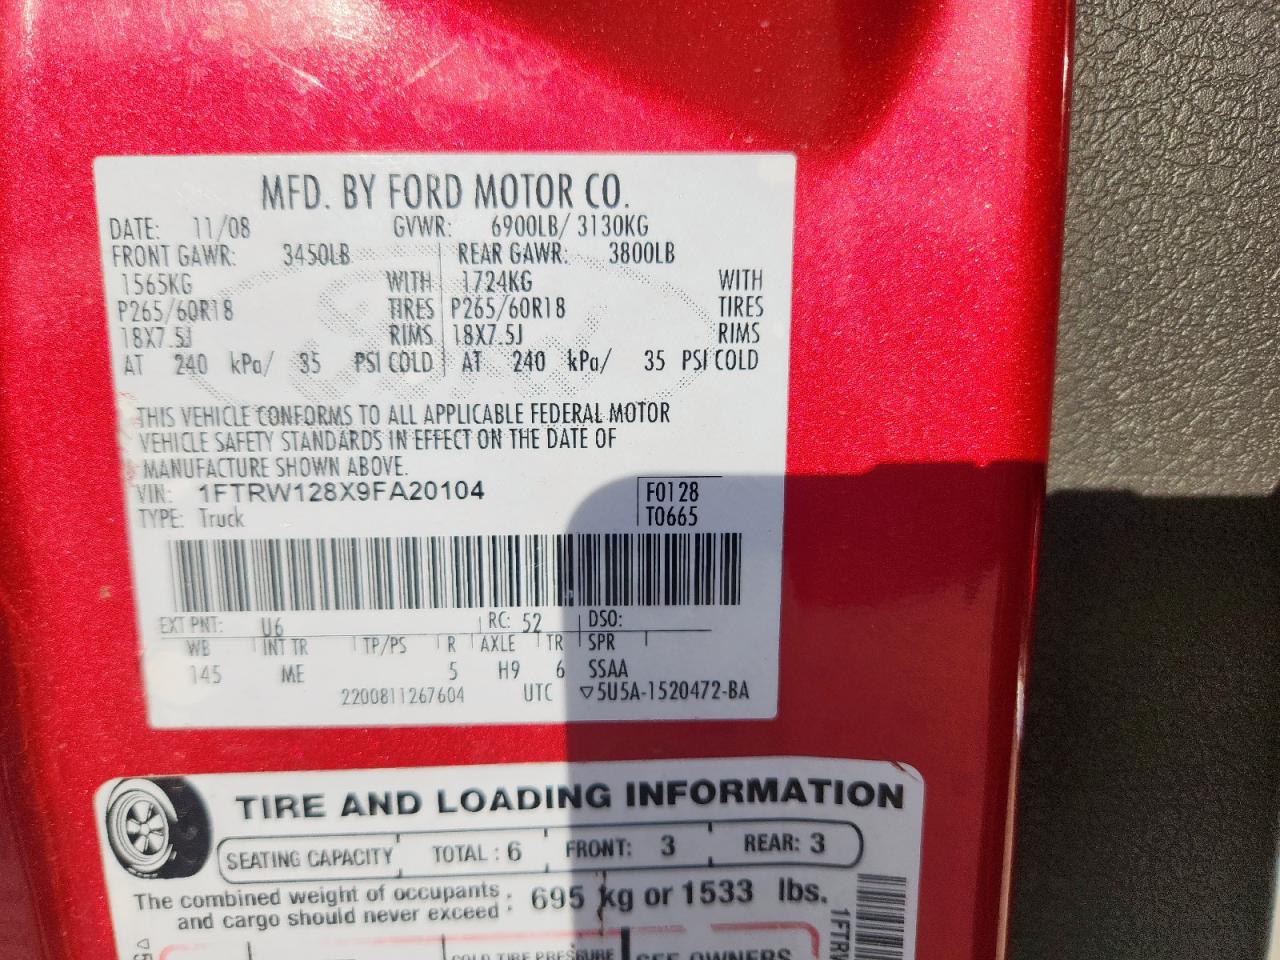 MFD. BY FORD MOTOR CO.
DATE: 11/08 GVWR: 6900LB/ 3130KG
FRONT GAWR: 3450LB REAR GAWR: 3800LB
1565KG WITH 1724KG WITH
P265/60R18 TIRES P265/60R18 TIRES
18X7.5J RIMS 18X7.5J RIMS
AT 240 kPa/ 35 PSI COLD AT 240 kPa/ 35 PSI COLD
THIS VEHICLE CONFORMS TO ALL APPLICABLE FEDERAL MOTOR
VEHICLE SAFETY STANDARDS IN EFFECT ON THE DATE OF
MANUFACTURE SHOWN ABOVE.
VIN: 1FTRW128X9FA20104 F0128
TYPE: Truck T0665
EXT PNT: U6 RC: 52 DSO:
WB INT TR TP/PS R AXLE TR SPR
145 ME 5 H9 6 SSAA
2200811267604 UTC ▽5U5A-1520472-BA
TIRE AND LOADING INFORMATION
SEATING CAPACITY TOTAL : 6 FRONT: 3 REAR: 3
The combined weight of occupants : 695 kg or 1533 lbs.
and cargo should never exceed :
COLD TIRE PRESSURE SEE OWNERS
1FTRW